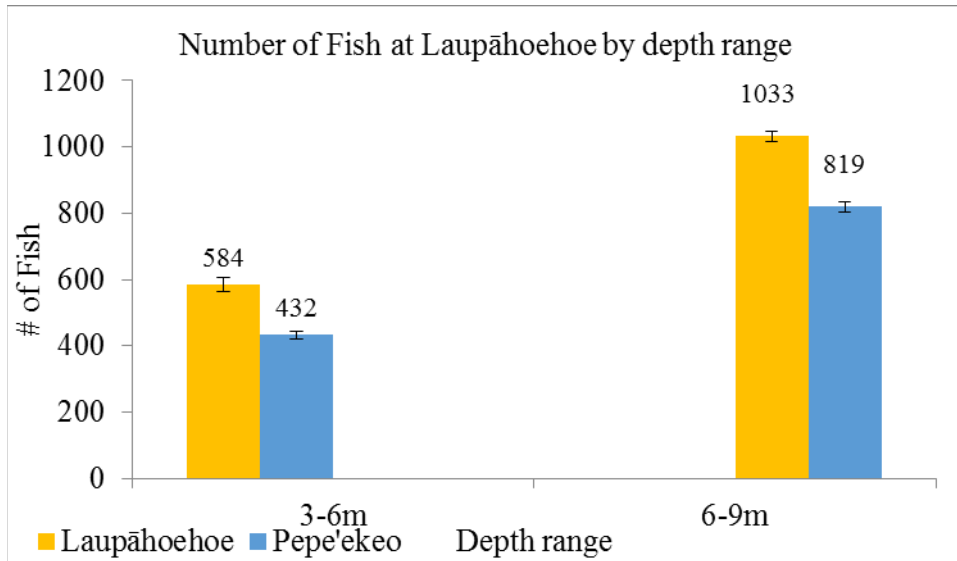 Number of Fish at Laupāhoehoe by depth range
# of Fish
1200
1000
800
600
400
200
0
584
432
1033
819
3-6m
6-9m
Laupāhoehoe
Pepe'ekeo
Depth range